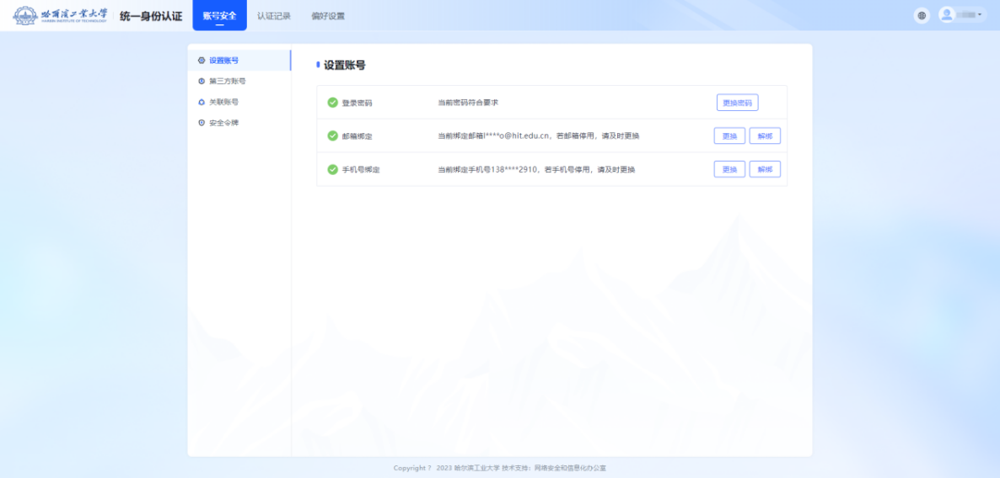 哈尔滨工业大学
HARBIN INSTITUTE OF TECHNOLOGY
统一身份认证
账号安全
认证记录
偏好设置
设置账号
第三方账号
关联账号
安全令牌
设置账号
登录密码 当前密码符合要求 更换密码
邮箱绑定 当前绑定邮箱l****o@hit.edu.cn，若邮箱停用，请及时更换 更换 解绑
手机号绑定 当前绑定手机号138****2910，若手机号停用，请及时更换 更换 解绑
Copyright ? 2023 哈尔滨工业大学 技术支持：网络安全和信息化办公室